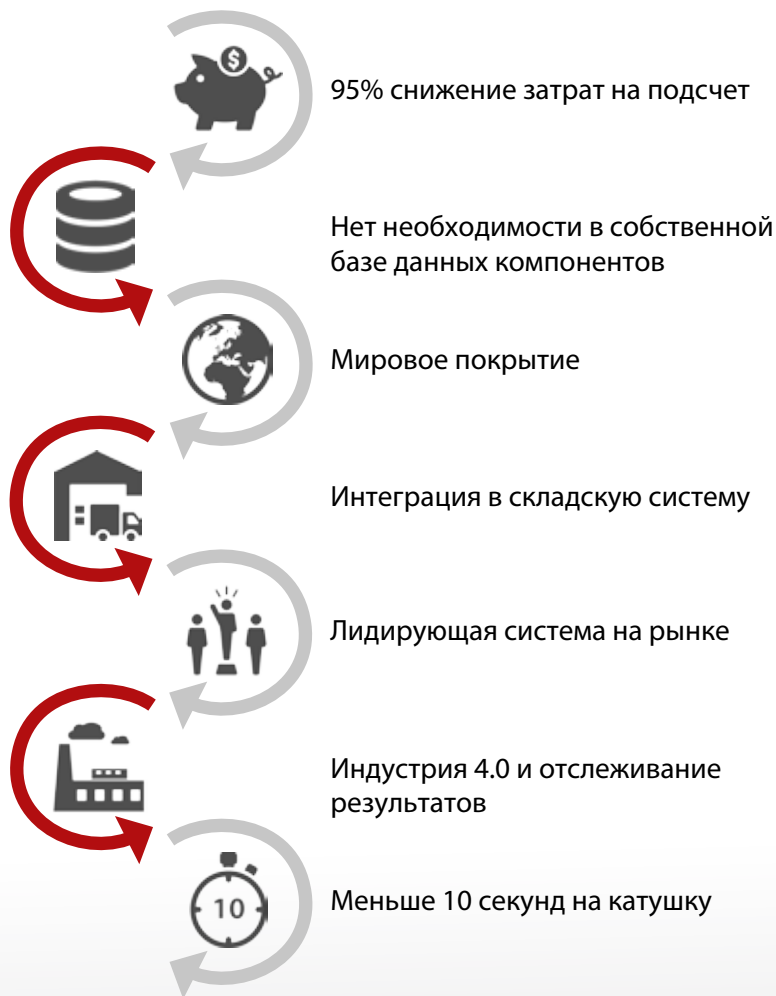 $
95% снижение затрат на подсчет
Нет необходимости в собственной
базе данных компонентов
Мировое покрытие
Интеграция в складскую систему
Лидирующая система на рынке
Индустрия 4.0 и отслеживание
результатов
10
Меньше 10 секунд на катушку